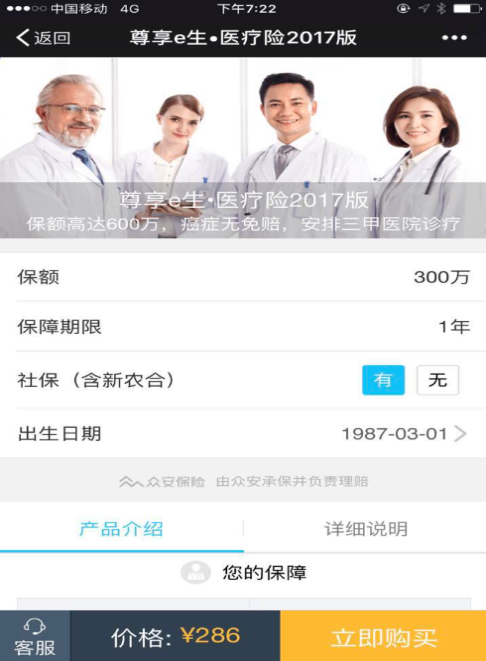 中国移动 4G 下午7:22
返回 尊享e生•医疗险2017版 •••
尊享e生•医疗险2017版
保额高达600万，癌症无免赔，安排三甲医院诊疗
保额 300万
保障期限 1年
社保（含新农合） 有 无
出生日期 1987-03-01
众安保险 由众安承保并负责理赔
产品介绍 详细说明
您的保障
客服 价格: ¥286 立即购买